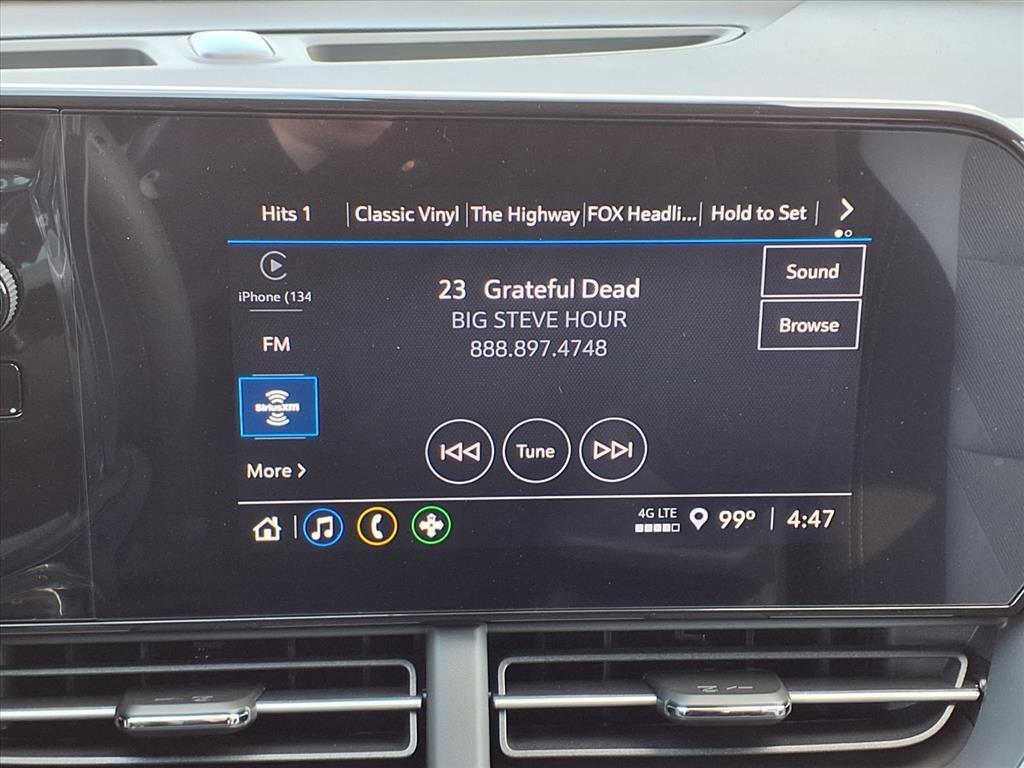 Hits 1 Classic Vinyl The Highway FOX Headli... Hold to Set
iPhone (134
23 Grateful Dead
Sound
BIG STEVE HOUR
Browse
FM
888.897.4748
SiriusXM
Tune
More
4G LTE
99° 4:47